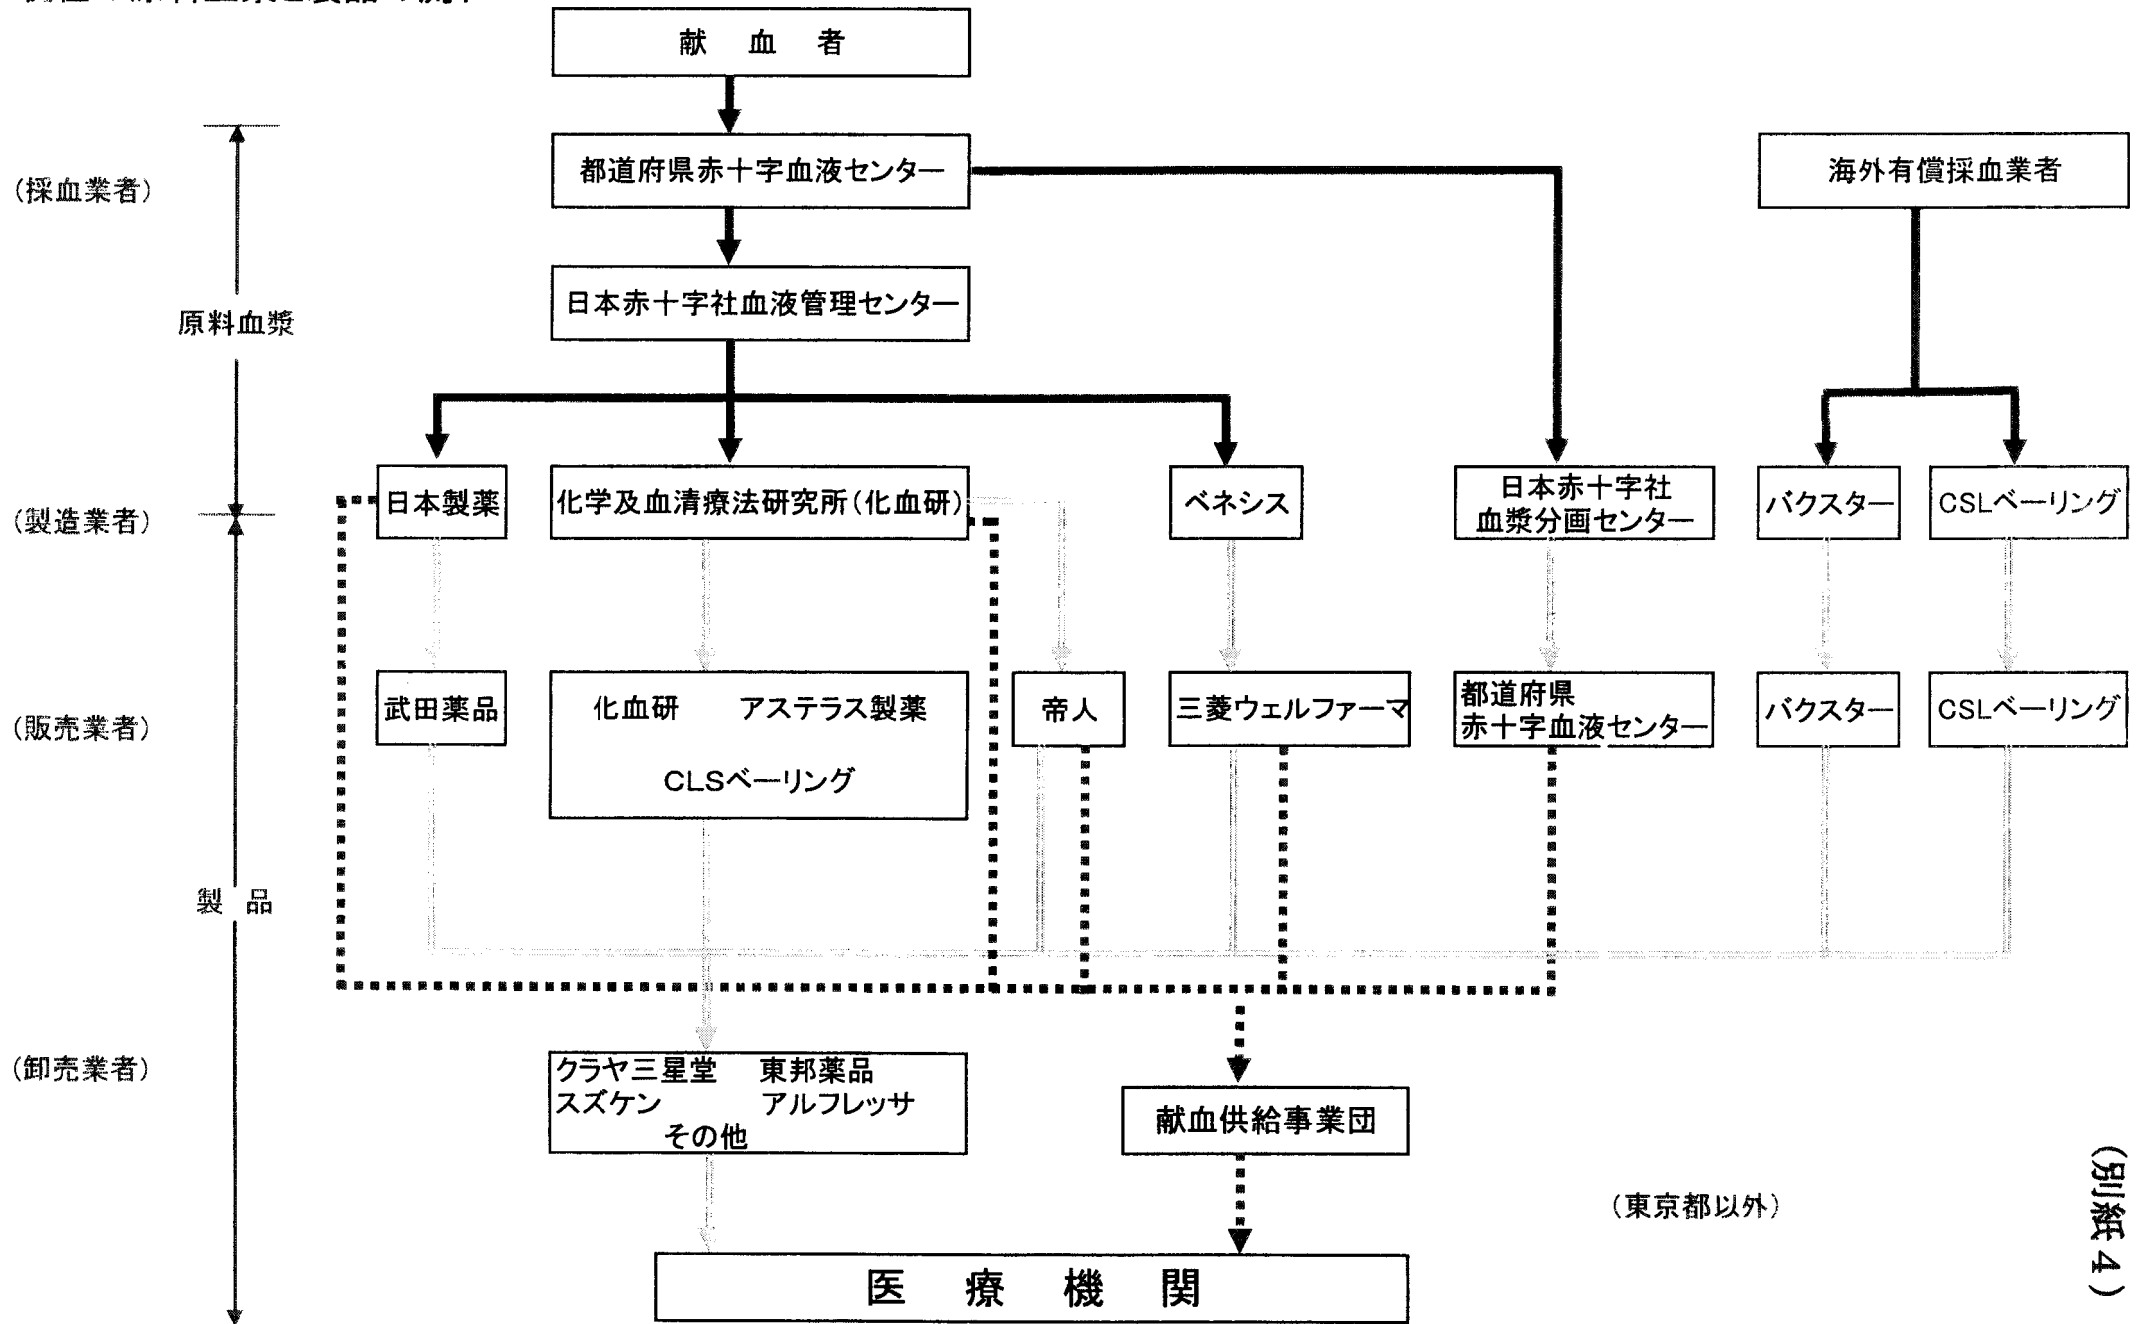 献 血 者
都道府県赤十字血液センター
海外有償採血業者
(採血業者)
日本赤十字社血液管理センター
原料血漿
日本製薬
化学及血清療法研究所(化血研)
ベネシス
日本赤十字社
血漿分画センター
バクスター
CSLベーリング
(製造業者)
武田薬品
化血研 アステラス製薬
CLSベーリング
帝人
三菱ウェルファーマ
都道府県
赤十字血液センター
バクスター
CSLベーリング
(販売業者)
製 品
(卸売業者)
クラヤ三星堂 東邦薬品
スズケン アルフレッサ
その他
献血供給事業団
(東京都以外)
医 療 機 関
(別紙4)